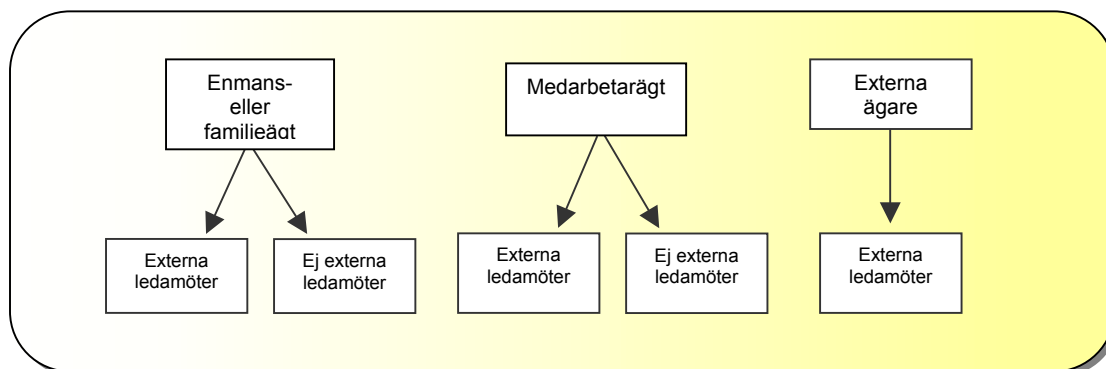 Enmans-
eller
familieägt
Medarbetarägt
Externa
ägare
Externa
ledamöter
Ej externa
ledamöter
Externa
ledamöter
Ej externa
ledamöter
Externa
ledamöter